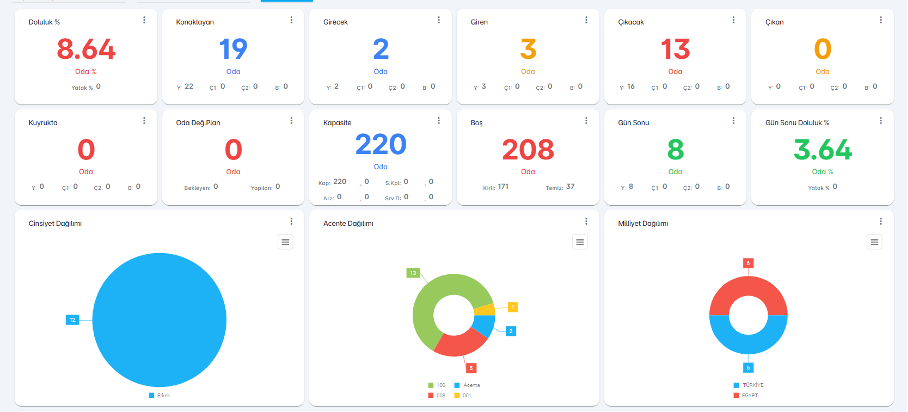 Doluluk %
8.64
Oda %
Yatak % 0
Konaklayan
19
Oda
Y: 22 Ç1: 0 Ç2: 0 B: 0
Girecek
2
Oda
Y: 2 Ç1: 0 Ç2: 0 B: 0
Giren
3
Oda
Y: 3 Ç1: 0 Ç2: 0 B: 0
Çıkacak
13
Oda
Y: 16 Ç1: 0 Ç2: 0 B: 0
Çıkan
0
Oda
Y: 0 Ç1: 0 Ç2: 0 B: 0
Kuyrukta
0
Oda
Y: 0 Ç1: 0 Ç2: 0 B: 0
Oda Değ.Plan
0
Oda
Bekleyen: 0 Yapılan: 0
Kapasite
220
Oda
Kap: 220 , 0 S.Kpl: 0 , 0
Arz: 0 , 0 Srv.D: 0 , 0
Boş
208
Oda
Kirli: 171 Temiz: 37
Gün Sonu
8
Oda
Y: 8 Ç1: 0 Ç2: 0 B: 0
Gün Sonu Doluluk %
3.64
Oda %
Yatak % 0
Cinsiyet Dağılımı
12
Erkek
Acente Dağılımı
2
5
100 Acente
001
Milliyet Dağılımı
6
6
TÜRKİYE
EGYPT